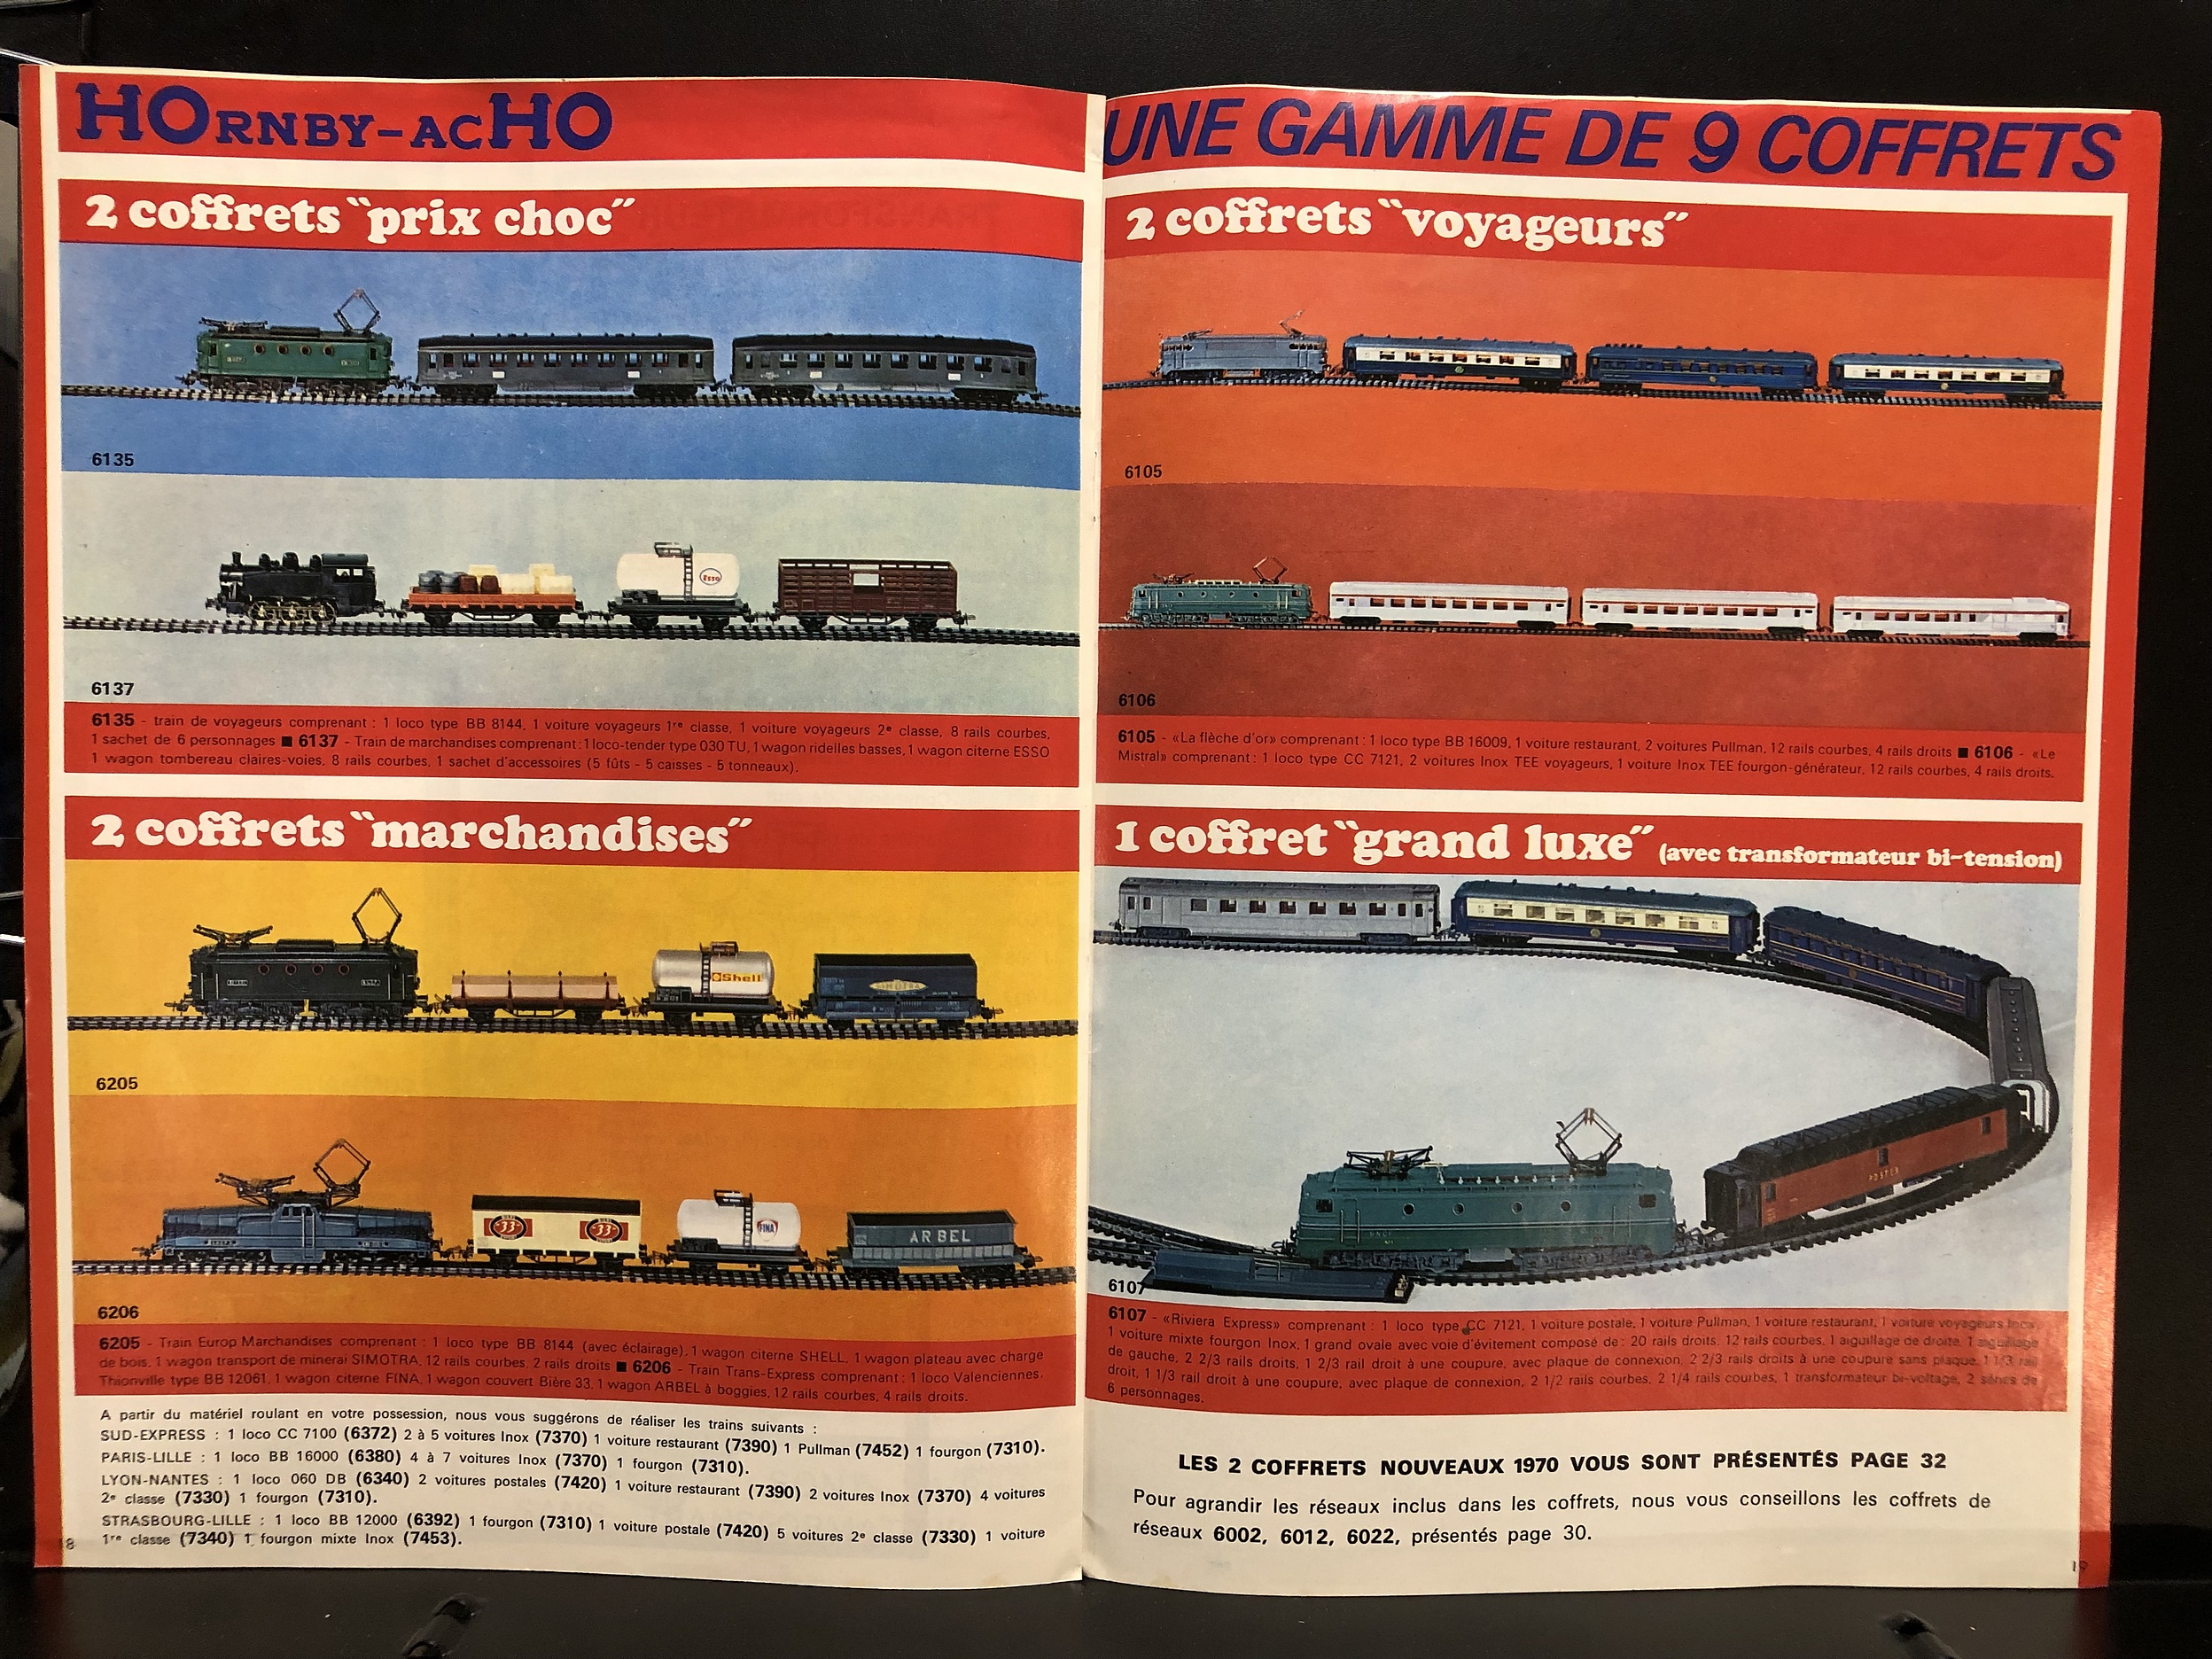 HORNBY-ACHO
2 coffrets "prix choc"
6135
6137
6135 - train de voyageurs comprenant : 1 loco type BB 8144, 1 voiture voyageurs 1re classe, 1 voiture voyageurs 2e classe, 8 rails courbes,
1 sachet de 6 personnages ■ 6137 - Train de marchandises comprenant : 1 loco-tender type 030 TU, 1 wagon ridelles basses, 1 wagon citerne ESSO
1 wagon tombereau claires-voies, 8 rails courbes, 1 sachet d'accessoires (5 fûts - 5 caisses - 5 tonneaux).
Esso
2 coffrets "marchandises"
Shell
SIMOTRA
6205
33
33
FINA
ARBEL
6206
6205 - Train Europ Marchandises comprenant : 1 loco type BB 8144 (avec éclairage), 1 wagon citerne SHELL, 1 wagon plateau avec charge
de bois, 1 wagon transport de minerai SIMOTRA, 12 rails courbes, 2 rails droits ■ 6206 - Train Trans-Express comprenant : 1 loco Valenciennes.
Thionville type BB 12061, 1 wagon citerne FINA, 1 wagon couvert Bière 33, 1 wagon ARBEL à boggies, 12 rails courbes, 4 rails droits.
A partir du matériel roulant en votre possession, nous vous suggérons de réaliser les trains suivants :
SUD-EXPRESS : 1 loco CC 7100 (6372) 2 à 5 voitures Inox (7370) 1 voiture restaurant (7390) 1 Pullman (7452) 1 fourgon (7310).
PARIS-LILLE : 1 loco BB 16000 (6380) 4 à 7 voitures Inox (7370) 1 fourgon (7310).
LYON-NANTES : 1 loco 060 DB (6340) 2 voitures postales (7420) 1 voiture restaurant (7390) 2 voitures Inox (7370) 4 voitures
2e classe (7330) 1 fourgon (7310).
STRASBOURG-LILLE : 1 loco BB 12000 (6392) 1 fourgon (7310) 1 voiture postale (7420) 5 voitures 2e classe (7330) 1 voiture
1re classe (7340) 1 fourgon mixte Inox (7453).
UNE GAMME DE 9 COFFRETS
2 coffrets "voyageurs"
6105
6106
6105 - «La flèche d'or» comprenant : 1 loco type BB 16009, 1 voiture restaurant, 2 voitures Pullman, 12 rails courbes, 4 rails droits ■ 6106 - «Le
Mistral» comprenant : 1 loco type CC 7121, 2 voitures Inox TEE voyageurs, 1 voiture Inox TEE fourgon-générateur, 12 rails courbes, 4 rails droits.
1 coffret "grand luxe" (avec transformateur bi-tension)
POSTES
6107
6107 - «Riviera Express» comprenant : 1 loco type CC 7121, 1 voiture postale, 1 voiture Pullman, 1 voiture restaurant, 1 voiture voyageurs Inox,
1 voiture mixte fourgon Inox, 1 grand ovale avec voie d'évitement composé de : 20 rails droits, 12 rails courbes, 1 aiguillage de droite, 1 aiguillage
de gauche, 2 2/3 rails droits, 1 2/3 rail droit à une coupure, avec plaque de connexion, 2 2/3 rails droits à une coupure sans plaque, 1 1/3 rail
droit, 1 1/3 rail droit à une coupure, avec plaque de connexion, 2 1/2 rails courbes, 2 1/4 rails courbes, 1 transformateur bi-voltage, 2 séries de
6 personnages.
LES 2 COFFRETS NOUVEAUX 1970 VOUS SONT PRÉSENTÉS PAGE 32
Pour agrandir les réseaux inclus dans les coffrets, nous vous conseillons les coffrets de
réseaux 6002, 6012, 6022, présentés page 30.